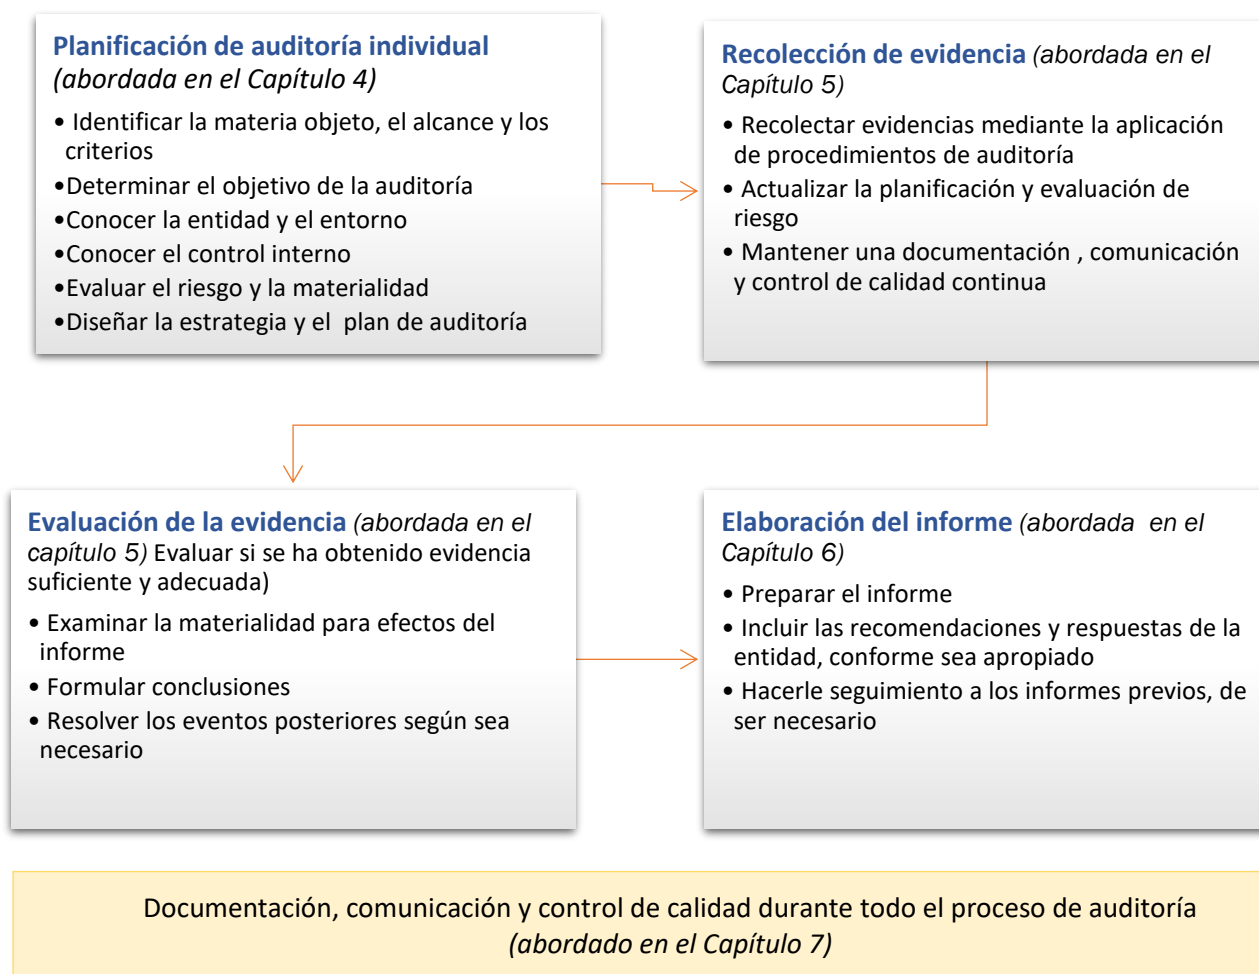 Planificación de auditoría individual
(abordada en el Capítulo 4)
• Identificar la materia objeto, el alcance y los
criterios
•Determinar el objetivo de la auditoría
•Conocer la entidad y el entorno
•Conocer el control interno
•Evaluar el riesgo y la materialidad
•Diseñar la estrategia y el plan de auditoría
Recolección de evidencia (abordada en el
Capítulo 5)
• Recolectar evidencias mediante la aplicación
de procedimientos de auditoría
• Actualizar la planificación y evaluación de
riesgo
• Mantener una documentación , comunicación
y control de calidad continua
Evaluación de la evidencia (abordada en el
capítulo 5) Evaluar si se ha obtenido evidencia
suficiente y adecuada)
• Examinar la materialidad para efectos del
informe
• Formular conclusiones
• Resolver los eventos posteriores según sea
necesario
Elaboración del informe (abordada en el
Capítulo 6)
• Preparar el informe
• Incluir las recomendaciones y respuestas de la
entidad, conforme sea apropiado
• Hacerle seguimiento a los informes previos, de
ser necesario
Documentación, comunicación y control de calidad durante todo el proceso de auditoría
(abordado en el Capítulo 7)